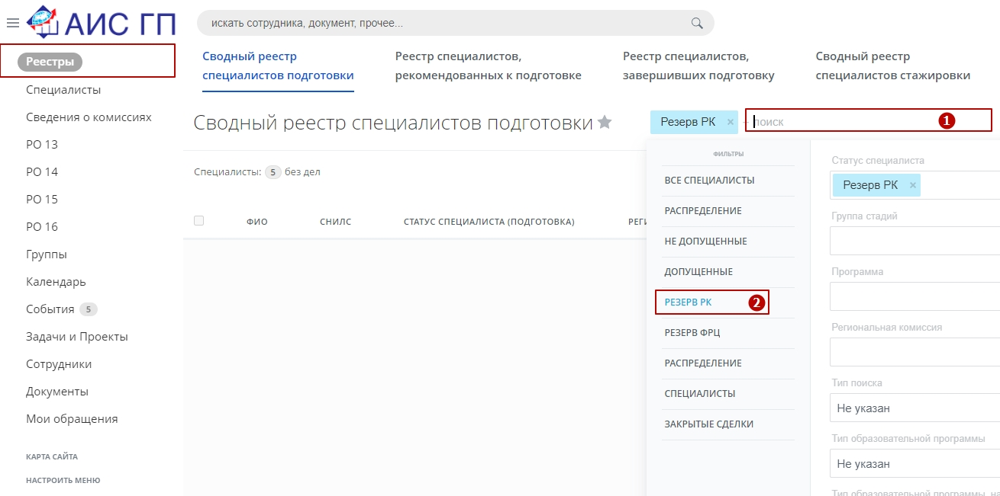 АИС ГП
искать сотрудника, документ, прочее...
Реестры
Специалисты
Сведения о комиссиях
РО 13
РО 14
РО 15
РО 16
Группы
Календарь
События 5
Задачи и Проекты
Сотрудники
Документы
Мои обращения
КАРТА САЙТА
НАСТРОИТЬ МЕНЮ
Сводный реестр
специалистов подготовки
Реестр специалистов,
рекомендованных к подготовке
Реестр специалистов,
завершивших подготовку
Сводный реестр
специалистов стажировки
Сводный реестр специалистов подготовки
Резерв РК × + поиск 1
Специалисты: 5 без дел
ФИО СНИЛС СТАТУС СПЕЦИАЛИСТА (ПОДГОТОВКА) РЕГИ
ФИЛЬТРЫ
ВСЕ СПЕЦИАЛИСТЫ
РАСПРЕДЕЛЕНИЕ
НЕ ДОПУЩЕННЫЕ
ДОПУЩЕННЫЕ
РЕЗЕРВ РК 2
РЕЗЕРВ ФРЦ
РАСПРЕДЕЛЕНИЕ
СПЕЦИАЛИСТЫ
ЗАКРЫТЫЕ СДЕЛКИ
Статус специалиста
Резерв РК ×
Группа стадий
Программа
Региональная комиссия
Тип поиска
Не указан
Тип образовательной программы
Не указан
Тип образовательной программы, на